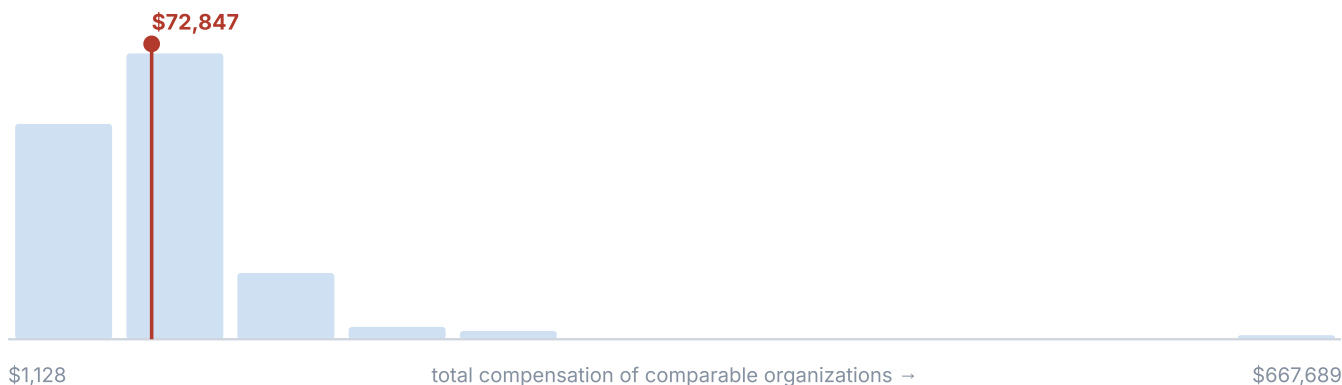 $72,847
$1,128
total compensation of comparable organizations →
$667,689